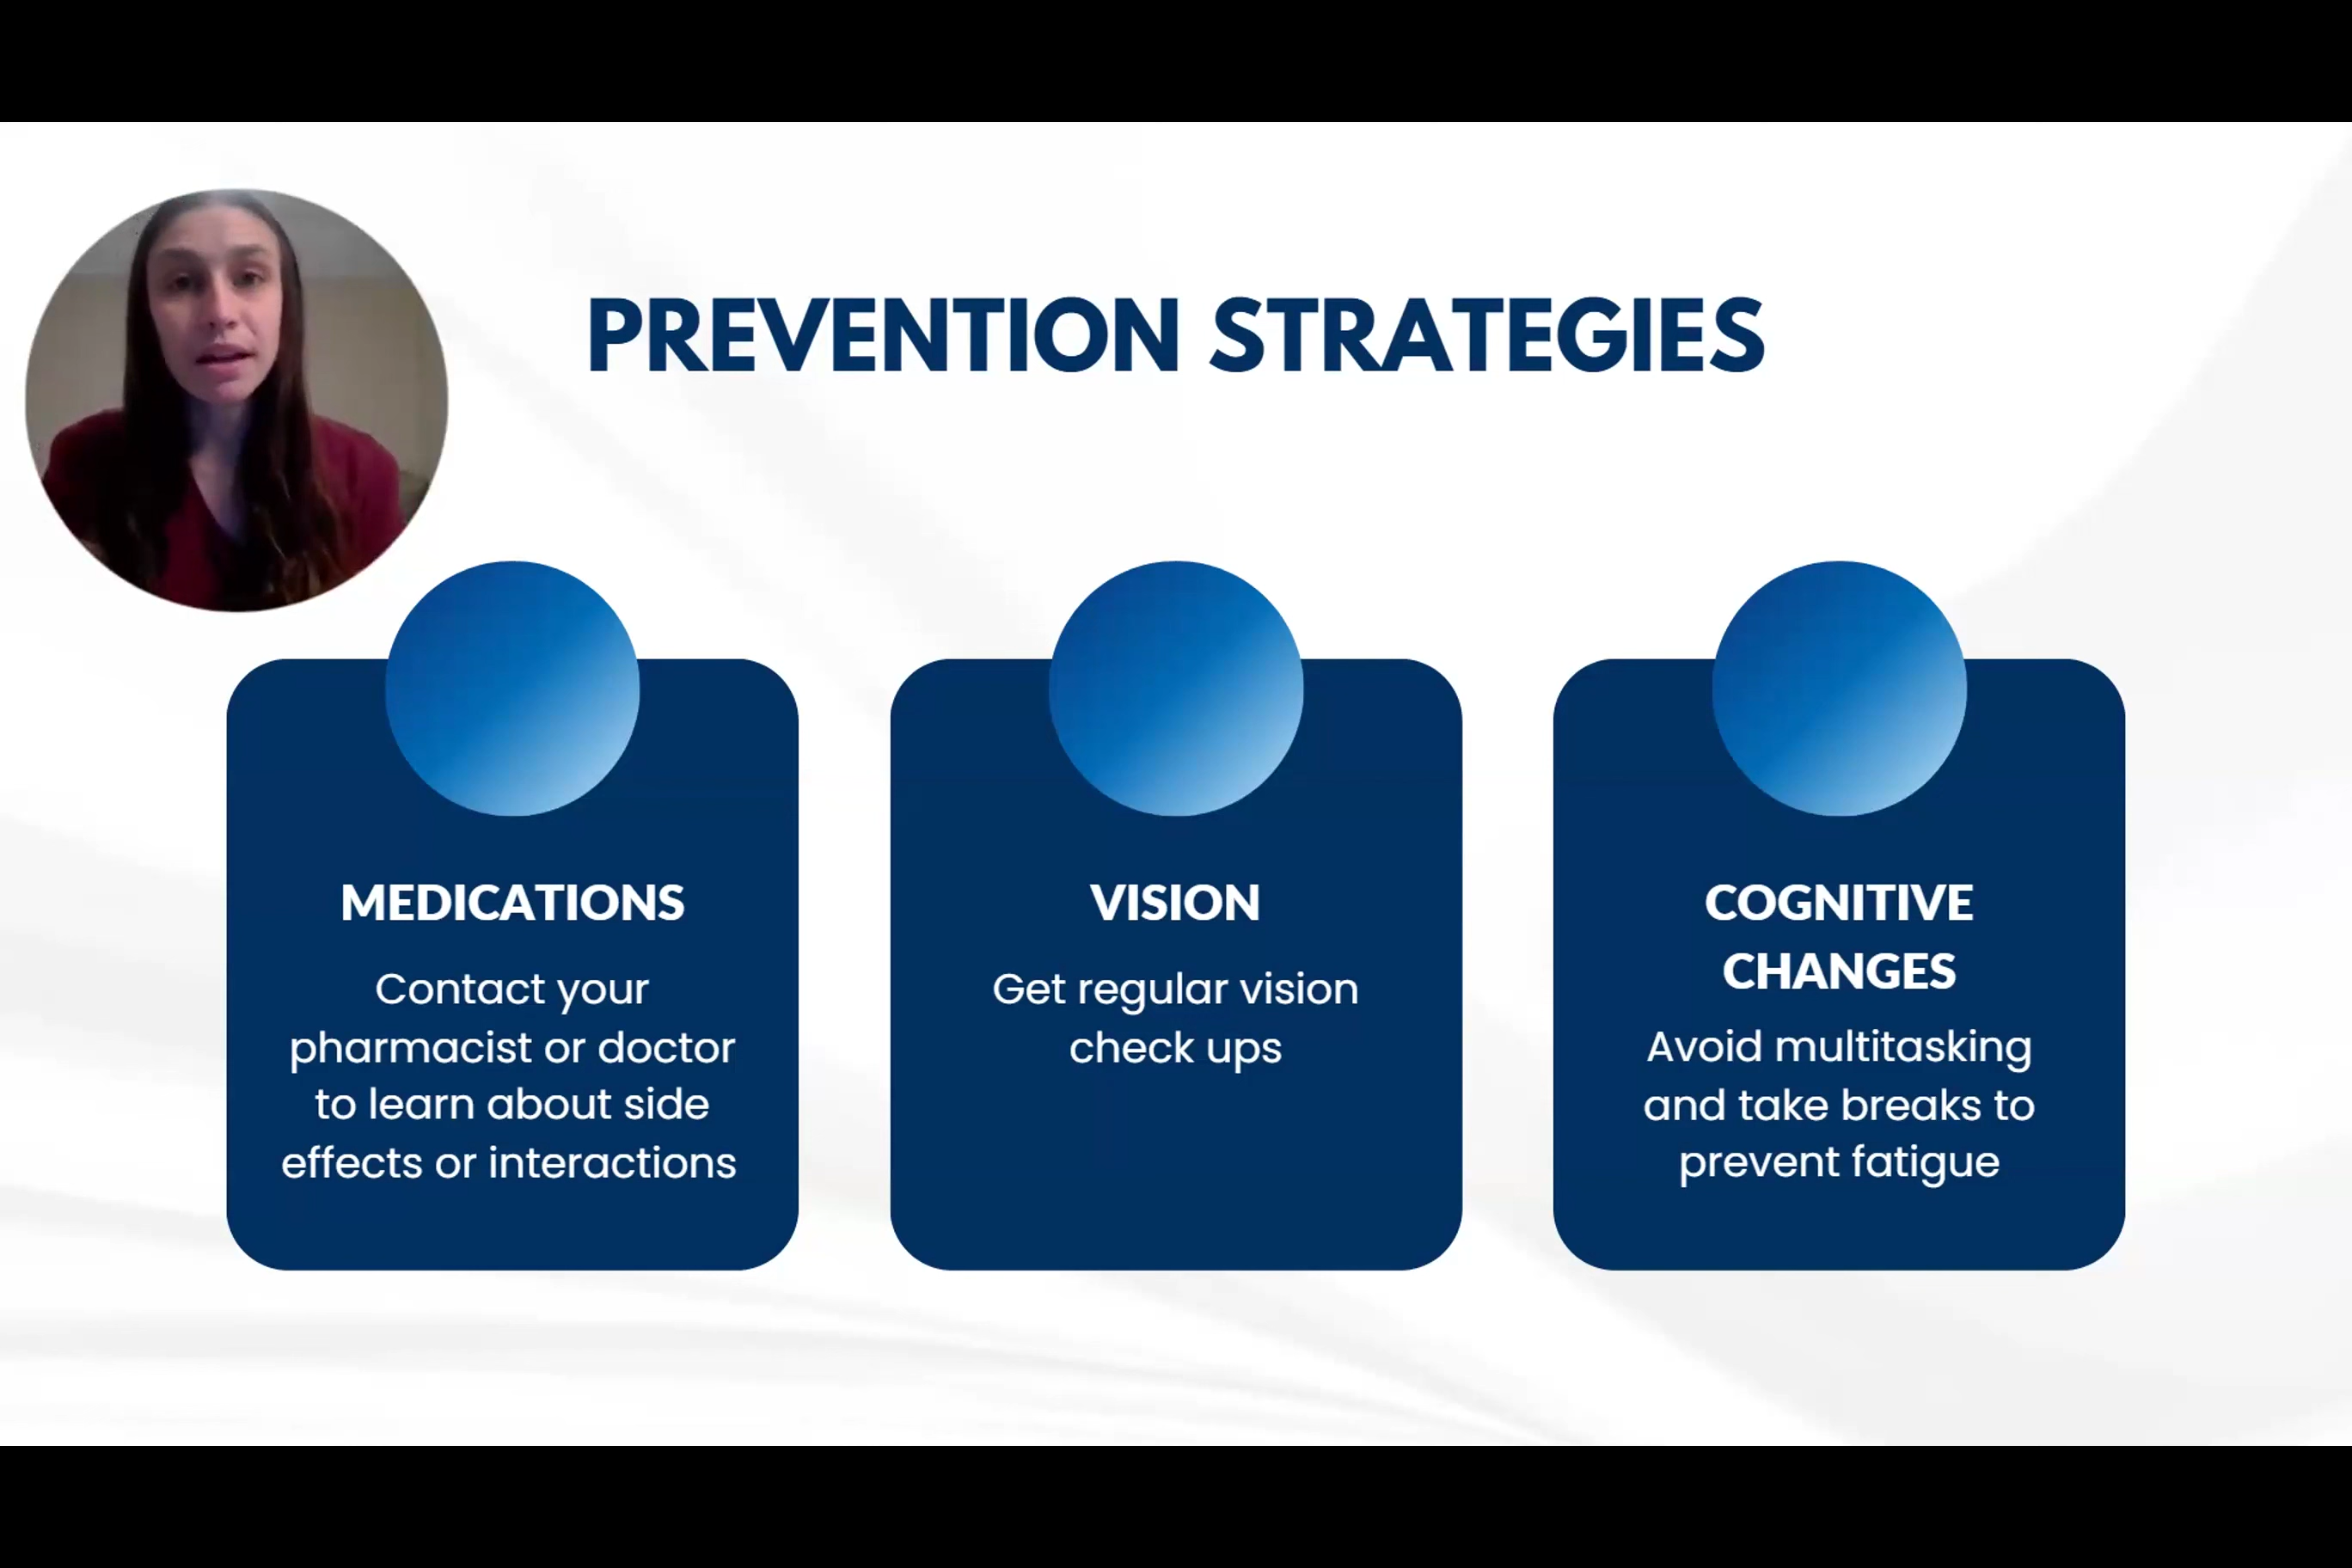 PREVENTION STRATEGIES
MEDICATIONS
Contact your
pharmacist or doctor
to learn about side
effects or interactions
VISION
Get regular vision
check ups
COGNITIVE
CHANGES
Avoid multitasking
and take breaks to
prevent fatigue